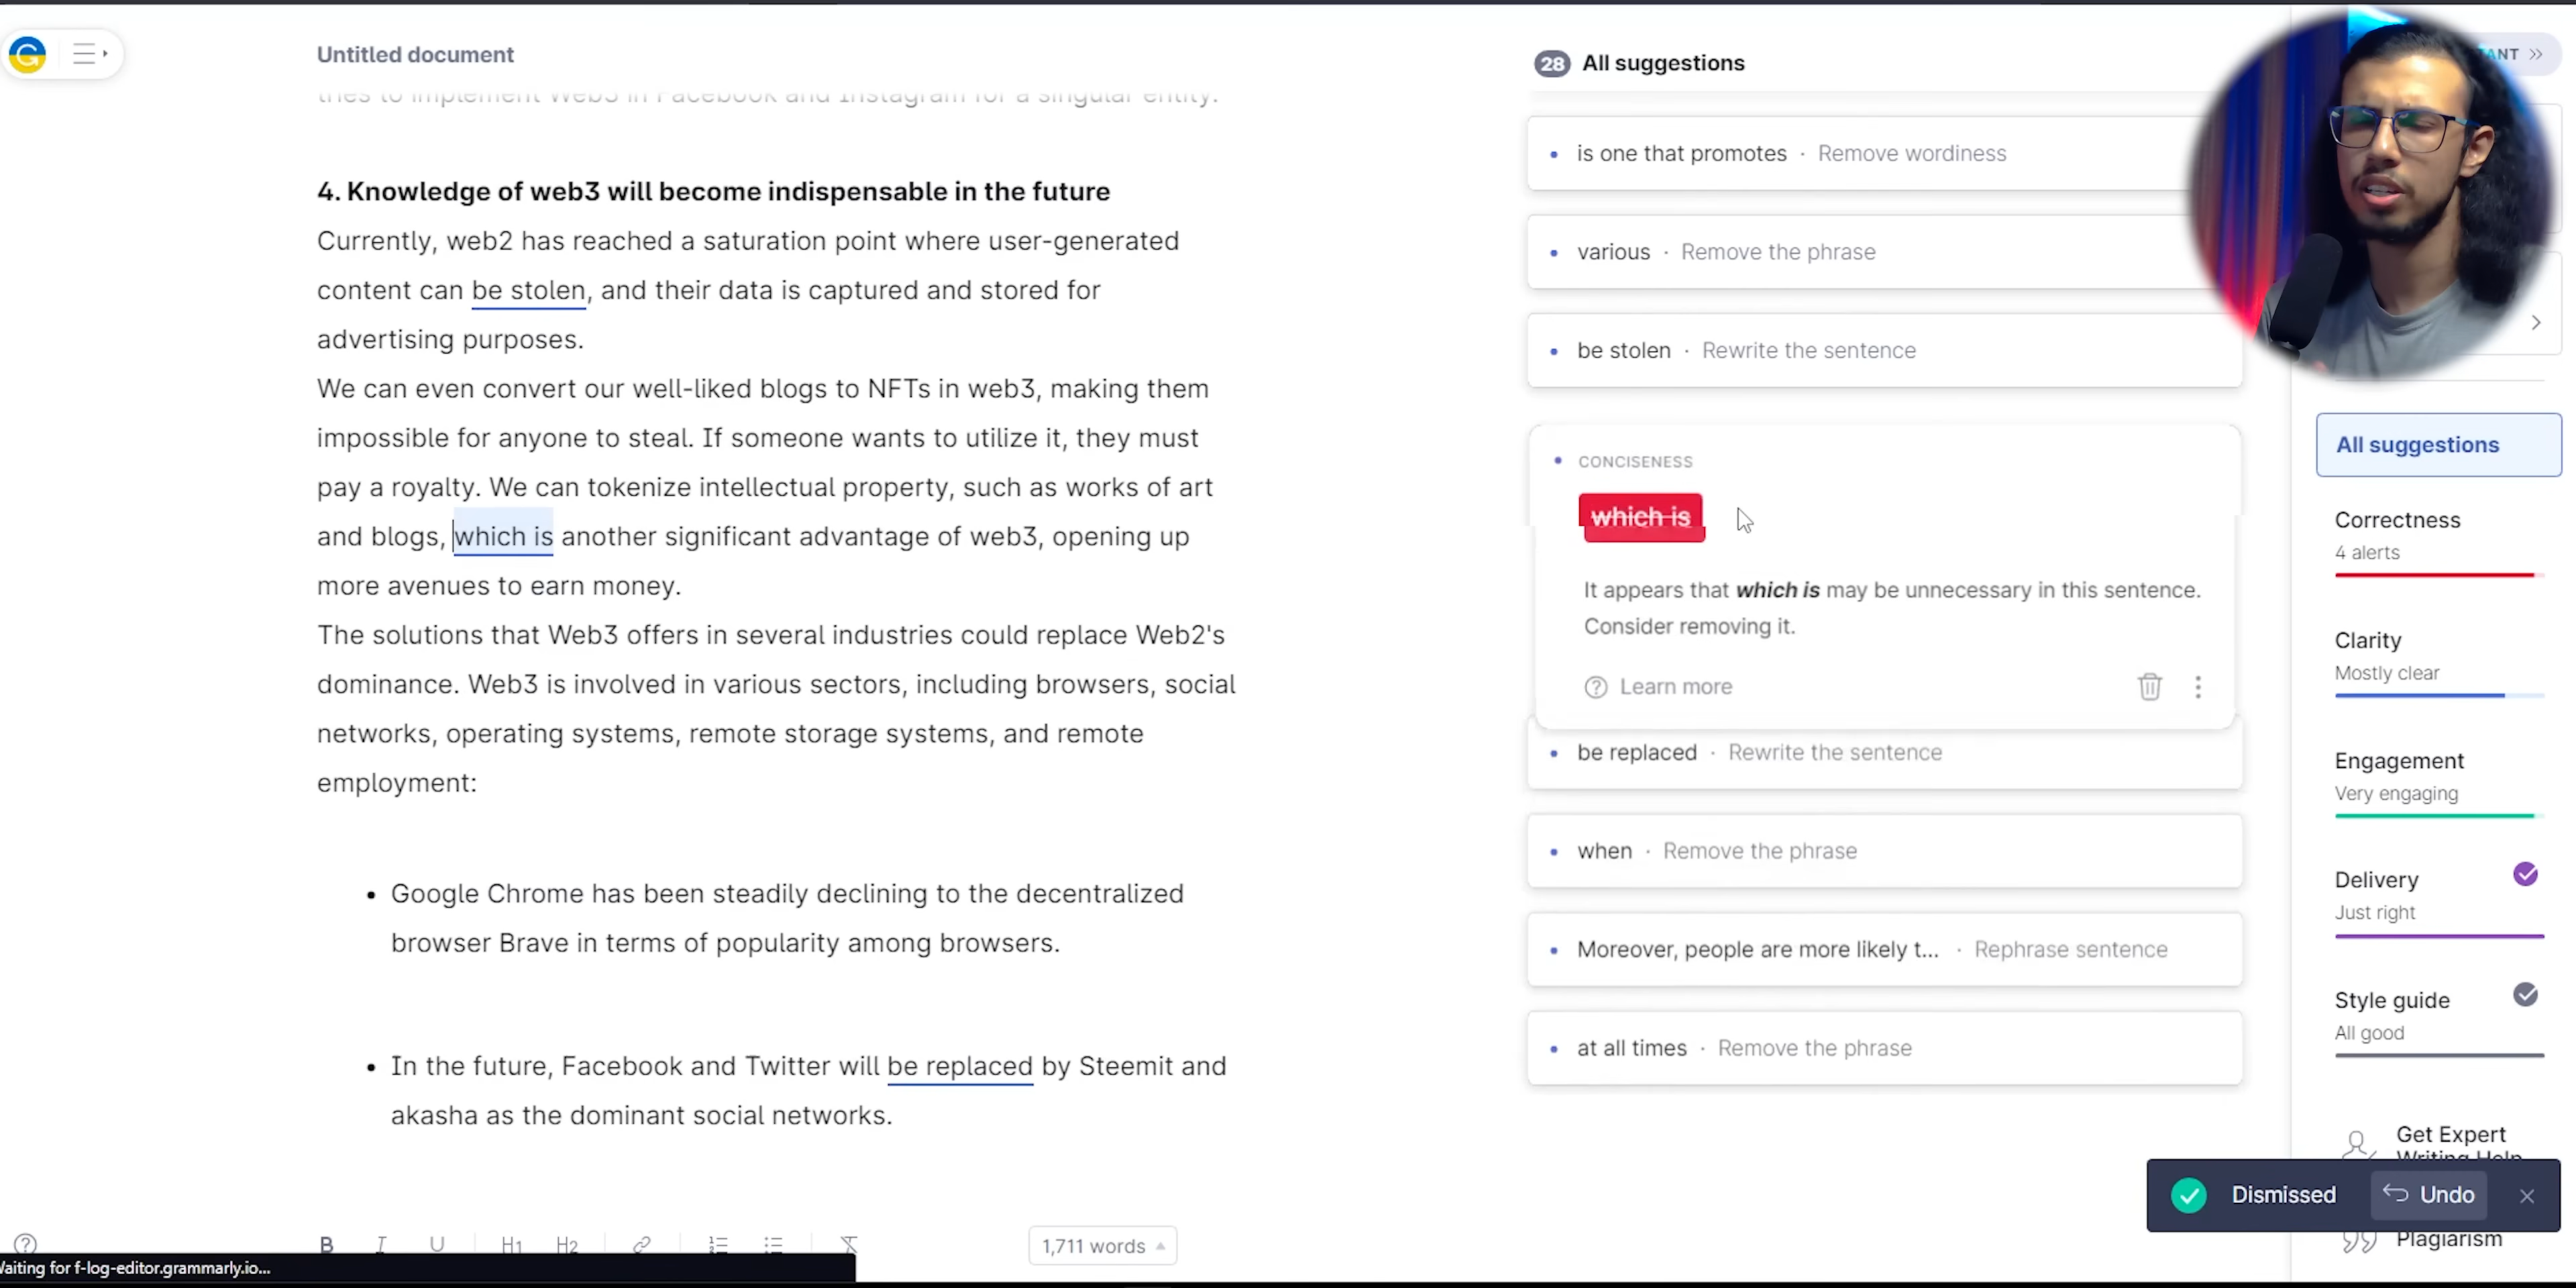 Untitled document
tries to implement Web3 in Facebook and Instagram for a singular entity.
4. Knowledge of web3 will become indispensable in the future
Currently, web2 has reached a saturation point where user-generated
content can be stolen, and their data is captured and stored for
advertising purposes.
We can even convert our well-liked blogs to NFTs in web3, making them
impossible for anyone to steal. If someone wants to utilize it, they must
pay a royalty. We can tokenize intellectual property, such as works of art
and blogs, which is another significant advantage of web3, opening up
more avenues to earn money.
The solutions that Web3 offers in several industries could replace Web2's
dominance. Web3 is involved in various sectors, including browsers, social
networks, operating systems, remote storage systems, and remote
employment:
• Google Chrome has been steadily declining to the decentralized
browser Brave in terms of popularity among browsers.
• In the future, Facebook and Twitter will be replaced by Steemit and
akasha as the dominant social networks.
B I U H1 H2
1,711 words
Waiting for f-log-editor.grammarly.io...
28 All suggestions
is one that promotes · Remove wordiness
various · Remove the phrase
be stolen · Rewrite the sentence
CONCISENESS
which is
It appears that which is may be unnecessary in this sentence.
Consider removing it.
Learn more
be replaced · Rewrite the sentence
when · Remove the phrase
Moreover, people are more likely t... · Rephrase sentence
at all times · Remove the phrase
All suggestions
Correctness
4 alerts
Clarity
Mostly clear
Engagement
Very engaging
Delivery
Just right
Style guide
All good
Get Expert
Writing Help
Dismissed Undo
Plagiarism